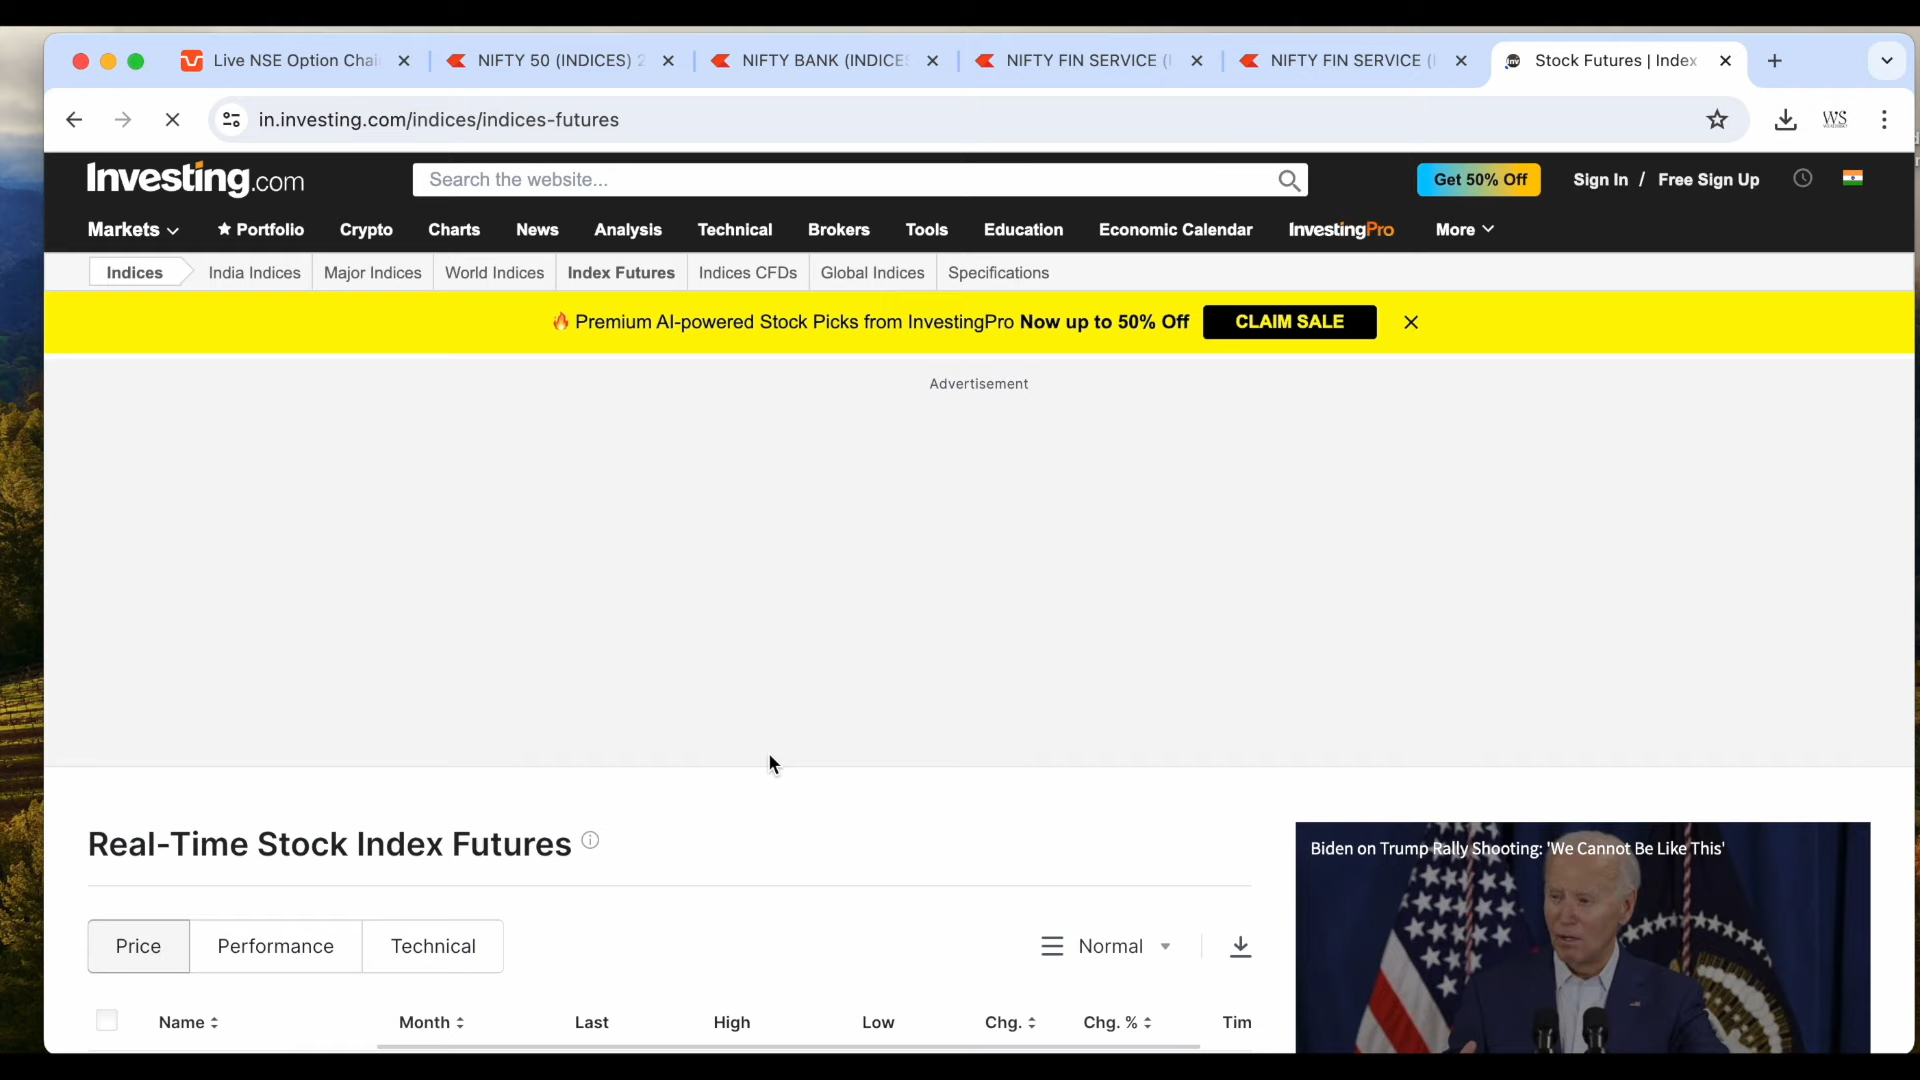 Live NSE Option Chai
NIFTY 50 (INDICES) 2
NIFTY BANK (INDICES
NIFTY FIN SERVICE (I
NIFTY FIN SERVICE (I
Stock Futures | Index
in.investing.com/indices/indices-futures
WS
Investing.com
Search the website...
Get 50% Off
Sign In / Free Sign Up
Markets
Portfolio
Crypto
Charts
News
Analysis
Technical
Brokers
Tools
Education
Economic Calendar
InvestingPro
More
Indices
India Indices
Major Indices
World Indices
Index Futures
Indices CFDs
Global Indices
Specifications
🔥 Premium AI-powered Stock Picks from InvestingPro Now up to 50% Off
CLAIM SALE
Advertisement
Real-Time Stock Index Futures
Biden on Trump Rally Shooting: 'We Cannot Be Like This'
Price
Performance
Technical
Normal
Name
Month
Last
High
Low
Chg.
Chg. %
Tim